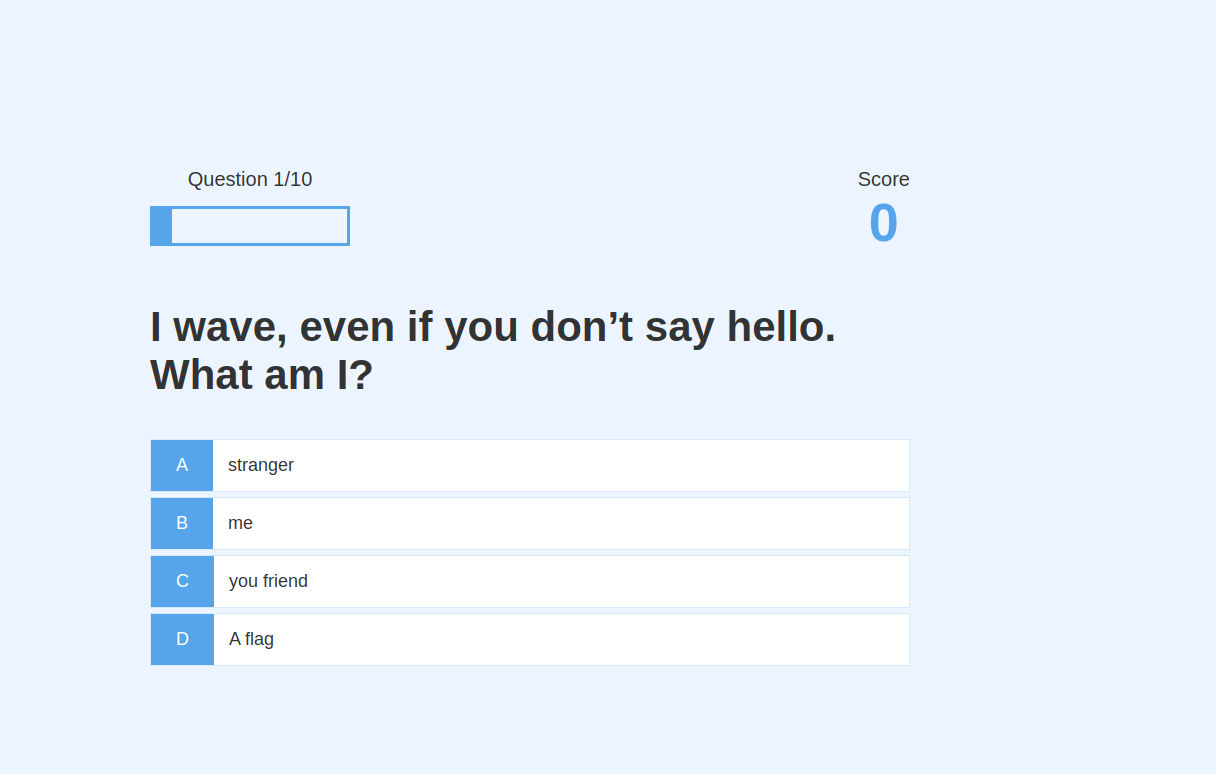 Question 1/10
Score
0
I wave, even if you don’t say hello.
What am I?
A stranger
B me
C you friend
D A flag